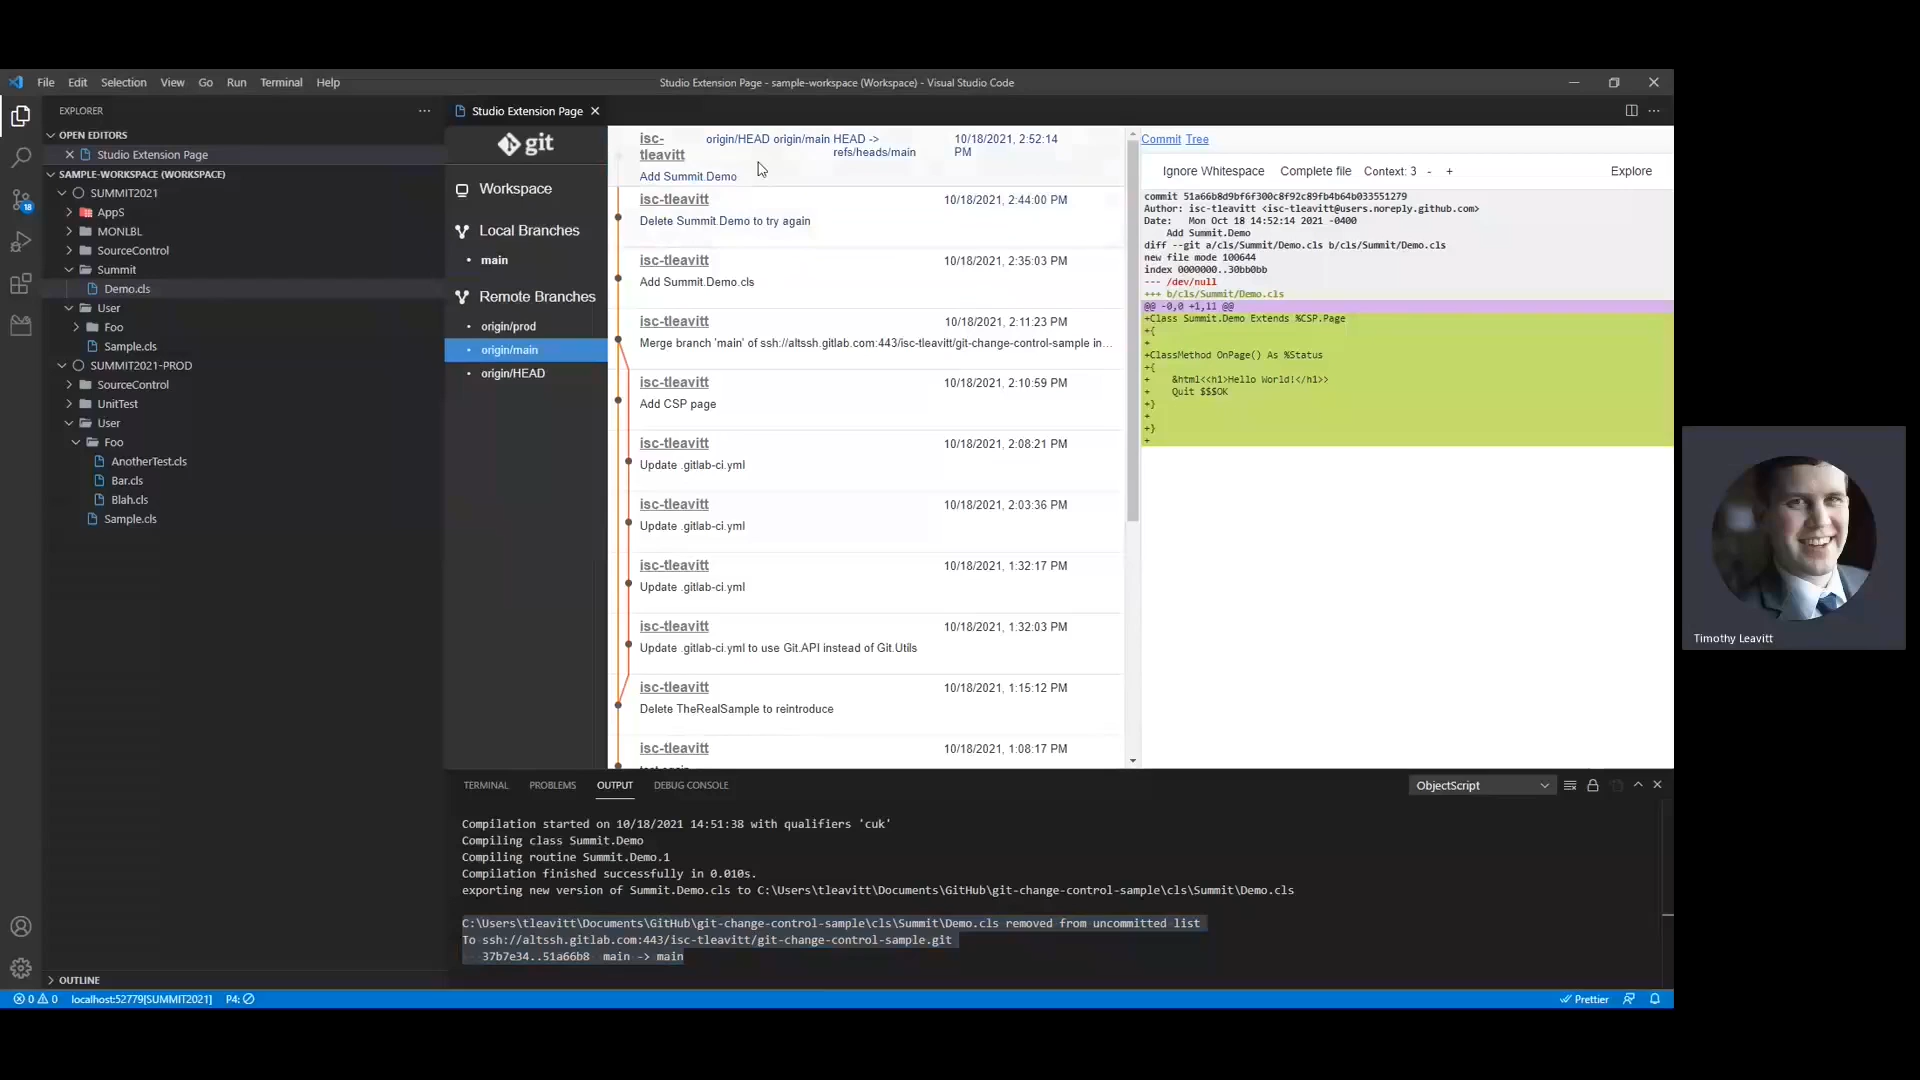 File Edit Selection View Go Run Terminal Help
Studio Extension Page - sample-workspace (Workspace) - Visual Studio Code
EXPLORER
OPEN EDITORS
Studio Extension Page
SAMPLE-WORKSPACE (WORKSPACE)
SUMMIT2021
AppS
MONLBL
SourceControl
Summit
Demo.cls
User
Foo
Sample.cls
SUMMIT2021-PROD
SourceControl
UnitTest
User
Foo
AnotherTest.cls
Bar.cls
Blah.cls
Sample.cls
OUTLINE
18
Studio Extension Page
git
Workspace
Local Branches
main
Remote Branches
origin/prod
origin/main
origin/HEAD
isc-tleavitt origin/HEAD origin/main HEAD -> refs/heads/main 10/18/2021, 2:52:14 PM
Add Summit.Demo
isc-tleavitt 10/18/2021, 2:44:00 PM
Delete Summit.Demo to try again
isc-tleavitt 10/18/2021, 2:35:03 PM
Add Summit.Demo.cls
isc-tleavitt 10/18/2021, 2:11:23 PM
Merge branch 'main' of ssh://altssh.gitlab.com:443/isc-tleavitt/git-change-control-sample in...
isc-tleavitt 10/18/2021, 2:10:59 PM
Add CSP page
isc-tleavitt 10/18/2021, 2:08:21 PM
Update .gitlab-ci.yml
isc-tleavitt 10/18/2021, 2:03:36 PM
Update .gitlab-ci.yml
isc-tleavitt 10/18/2021, 1:32:17 PM
Update .gitlab-ci.yml
isc-tleavitt 10/18/2021, 1:32:03 PM
Update .gitlab-ci.yml to use Git.API instead of Git.Utils
isc-tleavitt 10/18/2021, 1:15:12 PM
Delete TheRealSample to reintroduce
isc-tleavitt 10/18/2021, 1:08:17 PM
Commit Tree
Ignore Whitespace Complete file Context: 3 - + Explore
commit 51a66b8d9bf6f300c8f92c89fb4b64b033551279
Author: isc-tleavitt <isc-tleavitt@users.noreply.github.com>
Date: Mon Oct 18 14:52:14 2021 -0400
Add Summit.Demo
diff --git a/cls/Summit/Demo.cls b/cls/Summit/Demo.cls
new file mode 100644
index 0000000..30bb0bb
--- /dev/null
+++ b/cls/Summit/Demo.cls
@@ -0,0 +1,11 @@
+Class Summit.Demo Extends %CSP.Page
+{
+
+ClassMethod OnPage() As %Status
+{
+ &html<<h1>Hello World!</h1>>
+ Quit $$$OK
+}
+
+}
+
TERMINAL PROBLEMS OUTPUT DEBUG CONSOLE
ObjectScript
Compilation started on 10/18/2021 14:51:38 with qualifiers 'cuk'
Compiling class Summit.Demo
Compiling routine Summit.Demo.1
Compilation finished successfully in 0.010s.
exporting new version of Summit.Demo.cls to C:\Users\tleavitt\Documents\GitHub\git-change-control-sample\cls\Summit\Demo.cls
C:\Users\tleavitt\Documents\GitHub\git-change-control-sample\cls\Summit\Demo.cls removed from uncommitted list
To ssh://altssh.gitlab.com:443/isc-tleavitt/git-change-control-sample.git
37b7e34..51a66b8 main -> main
0 0 localhost:52779[SUMMIT2021] P4:
Prettier
Timothy Leavitt